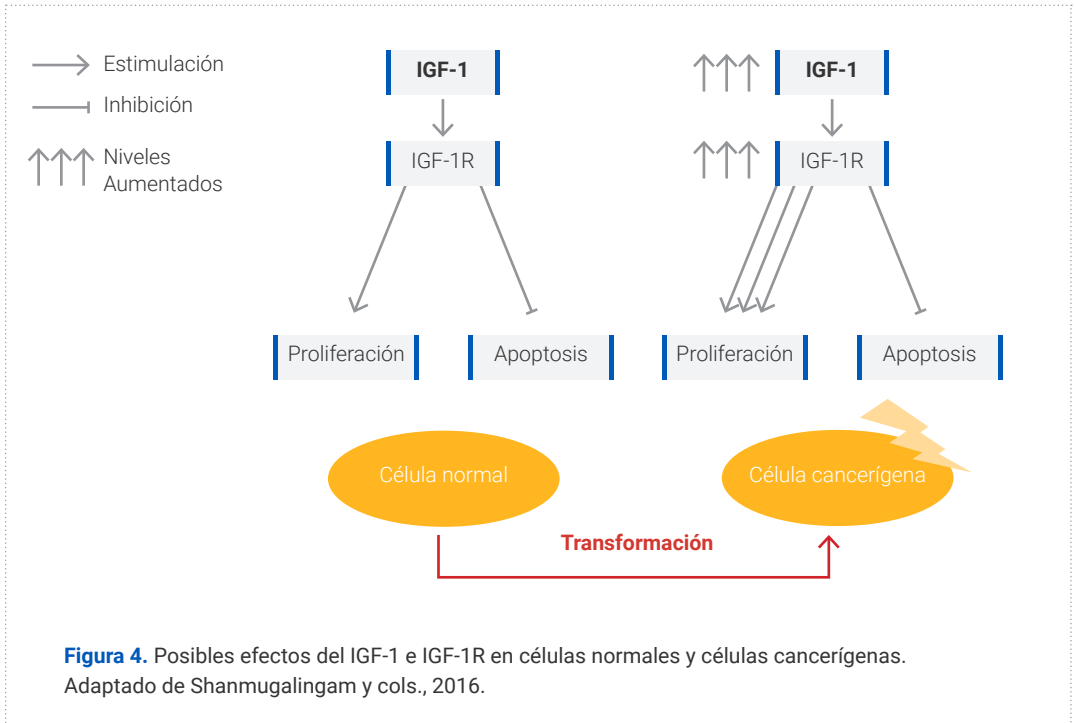 Estimulación
Inhibición
Niveles
Aumentados
IGF-1
IGF-1R
Proliferación
Apoptosis
Célula normal
IGF-1
IGF-1R
Proliferación
Apoptosis
Célula cancerígena
Transformación
Figura 4. Posibles efectos del IGF-1 e IGF-1R en células normales y células cancerígenas.
Adaptado de Shanmugalingam y cols., 2016.